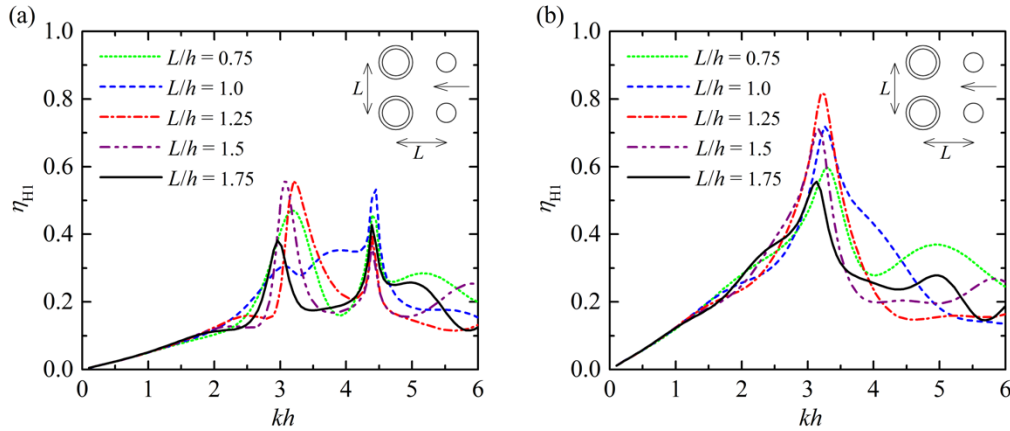 (a)
1.0
0.8
0.6
0.4
0.2
0.0
η_HI
L/h = 0.75
L/h = 1.0
L/h = 1.25
L/h = 1.5
L/h = 1.75
L
L
0 1 2 3 4 5 6
kh
(b)
1.0
0.8
0.6
0.4
0.2
0.0
η_HI
L/h = 0.75
L/h = 1.0
L/h = 1.25
L/h = 1.5
L/h = 1.75
L
L
0 1 2 3 4 5 6
kh